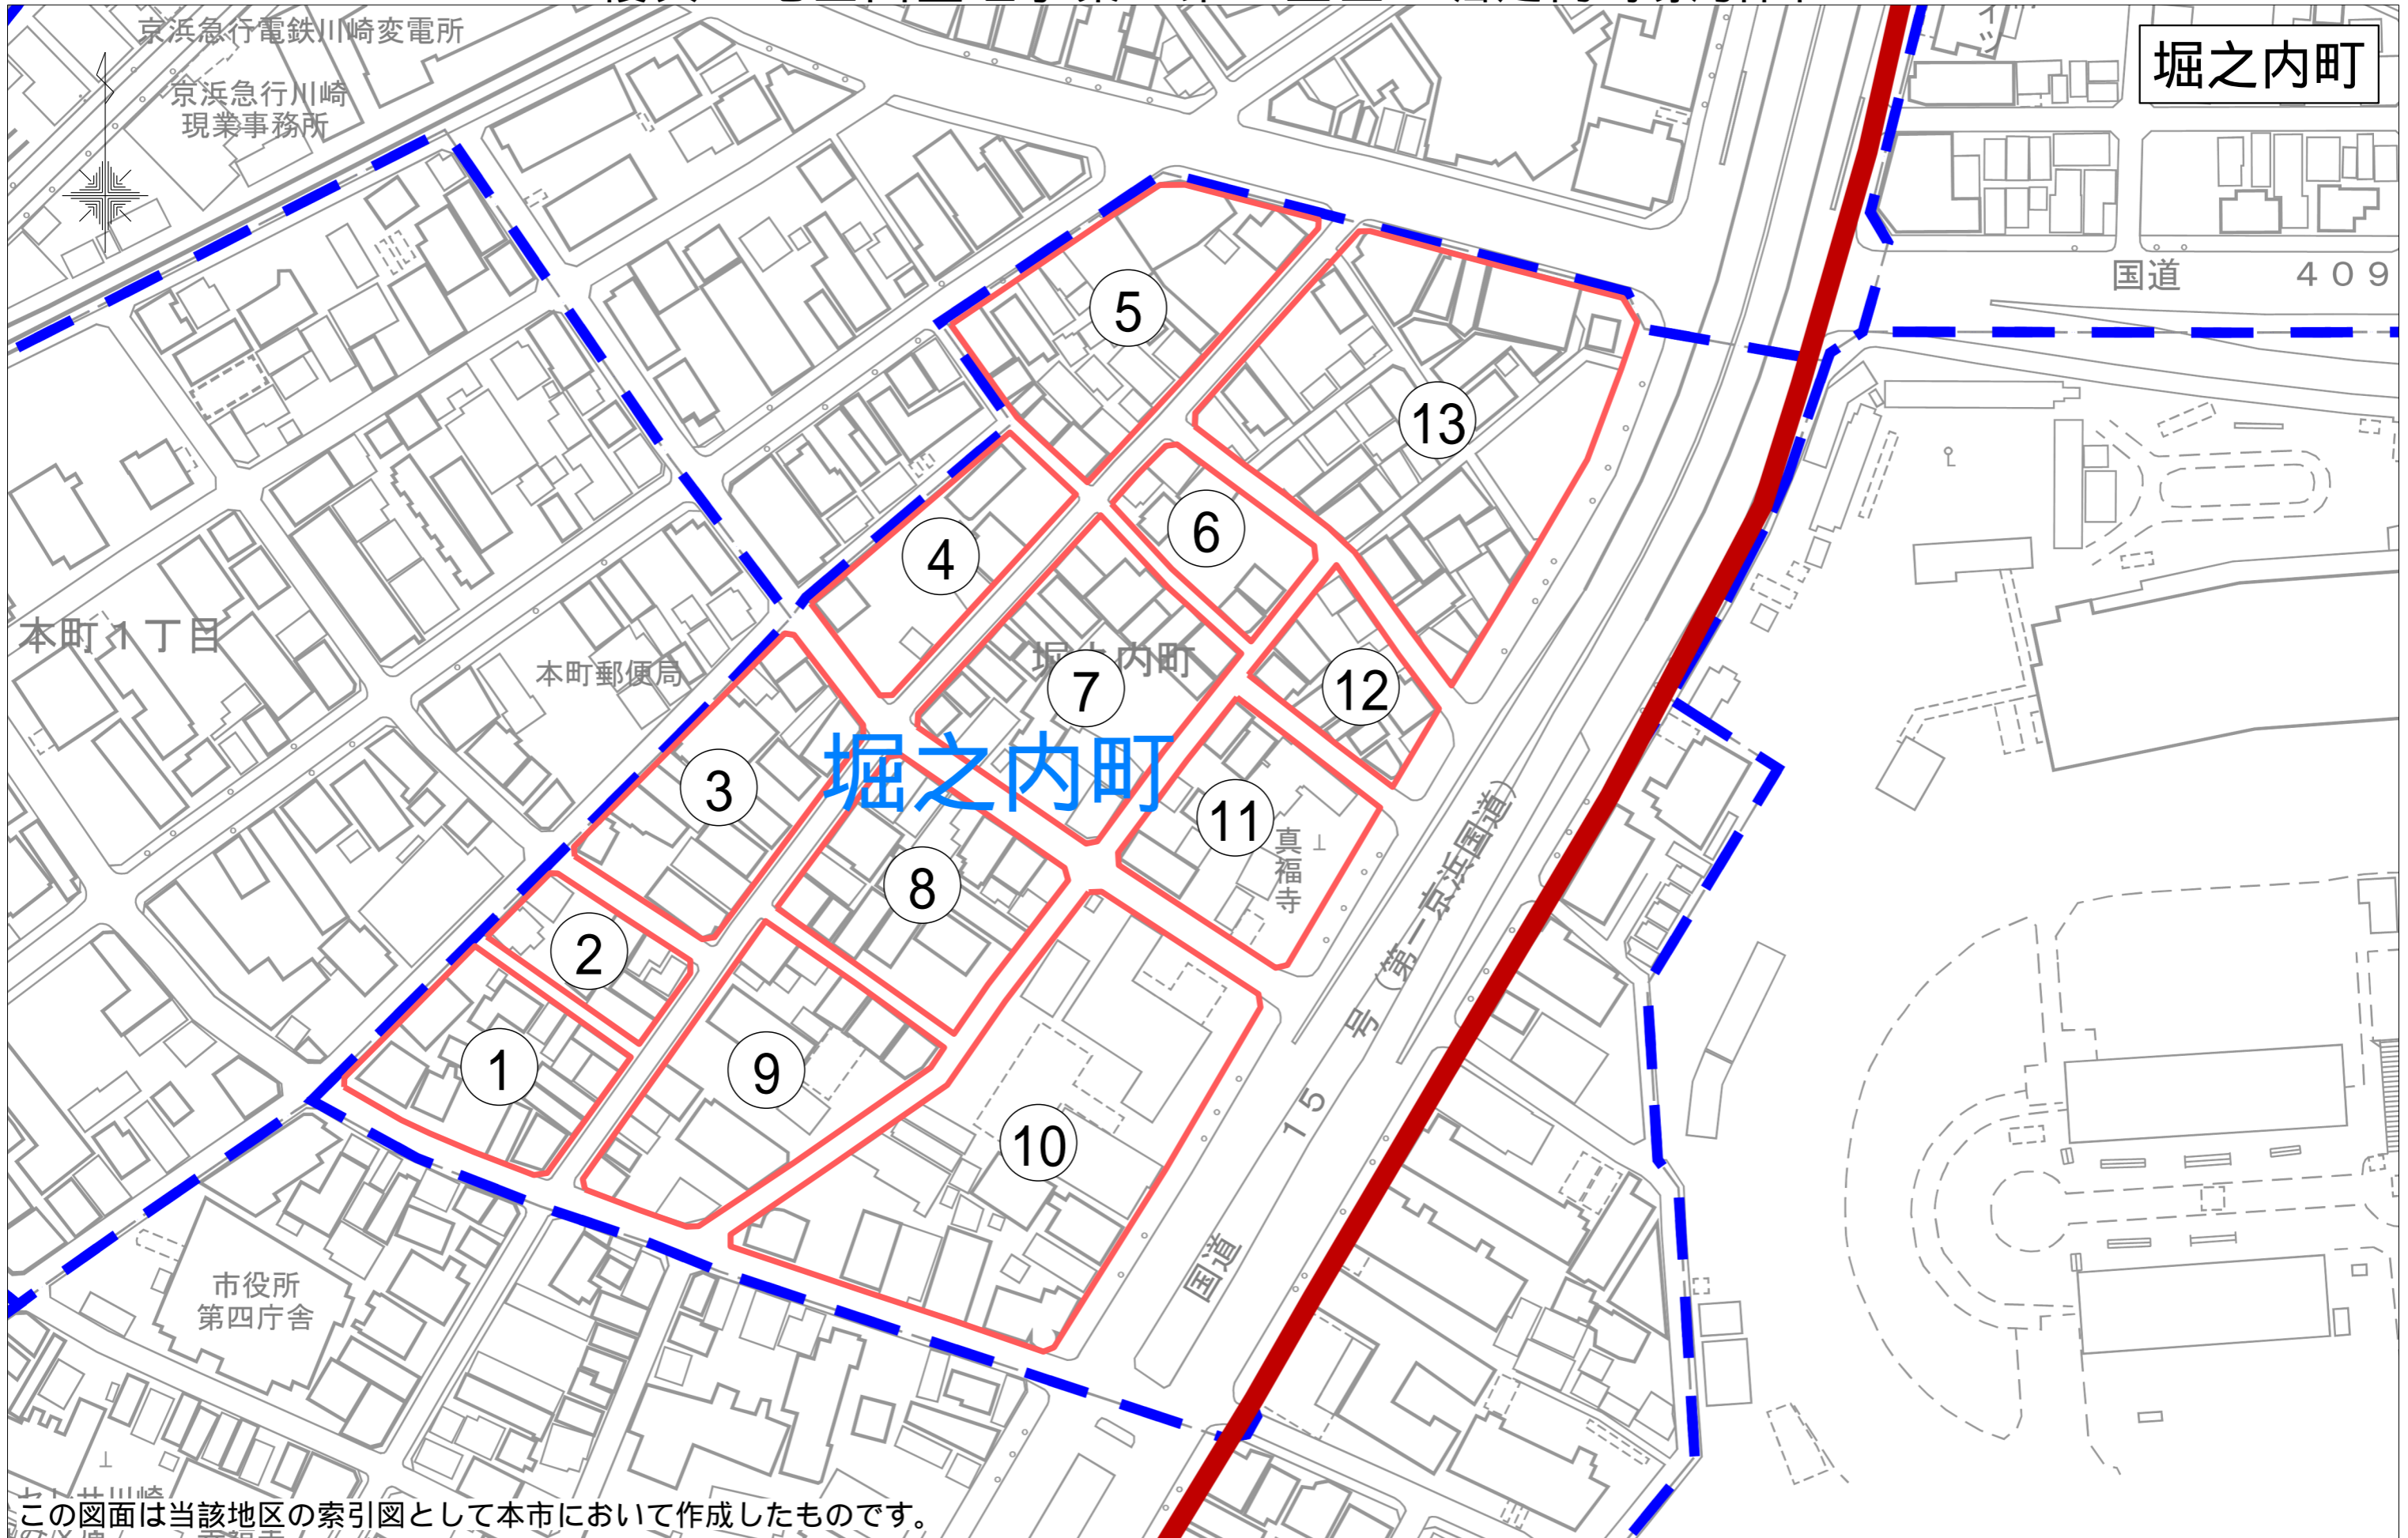 京浜急行電鉄川崎変電所
堀之内町
京浜急行川崎
現業事務所
国道 409
5
13
6
4
本町1丁目
本町郵便局
堀之内町
7
12
堀之内町
3
11
真福寺
8
2
1
9
10
国道 15 号(第一京浜国道)
市役所
第四庁舎
この図面は当該地区の索引図として本市において作成したものです。